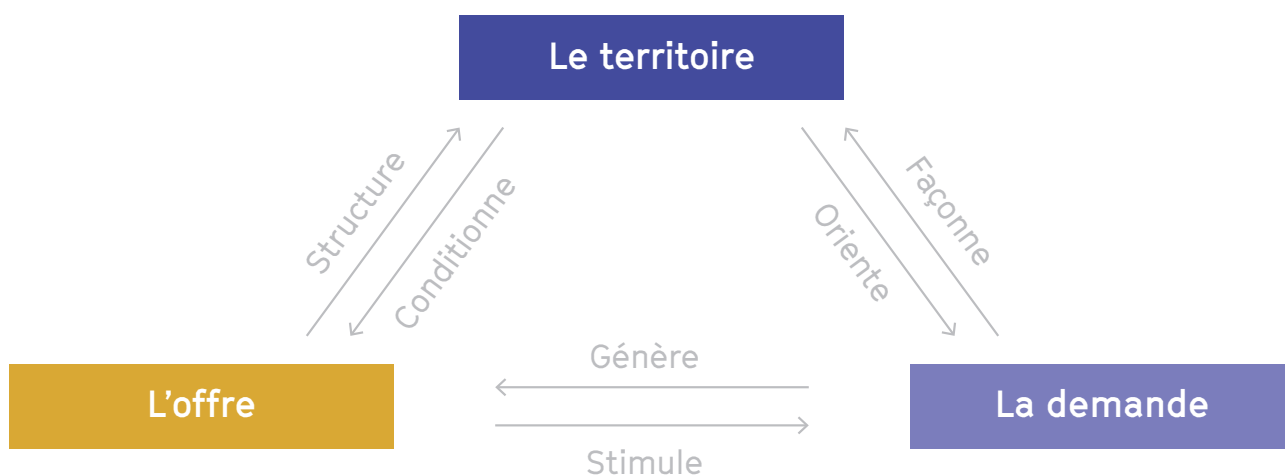 Le territoire
Structure
Conditionne
Oriente
Façonne
Génère
L’offre
La demande
Stimule